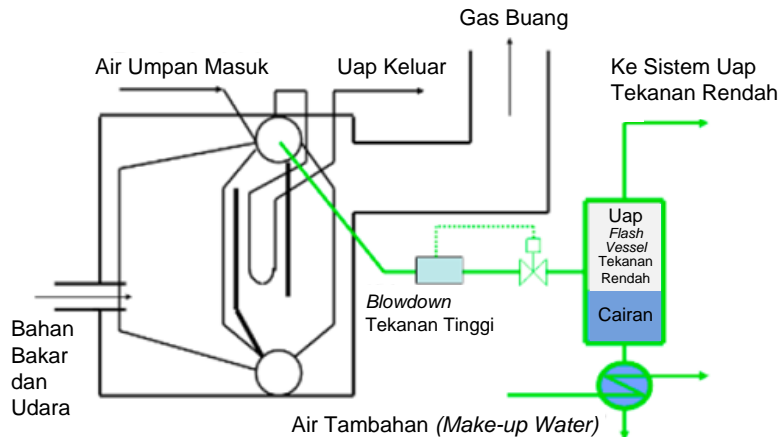 Gas Buang
Air Umpan Masuk
Uap Keluar
Ke Sistem Uap
Tekanan Rendah
Uap
Flash
Vessel
Tekanan
Rendah
Cairan
Blowdown
Tekanan Tinggi
Bahan
Bakar
dan
Udara
Air Tambahan (Make-up Water)